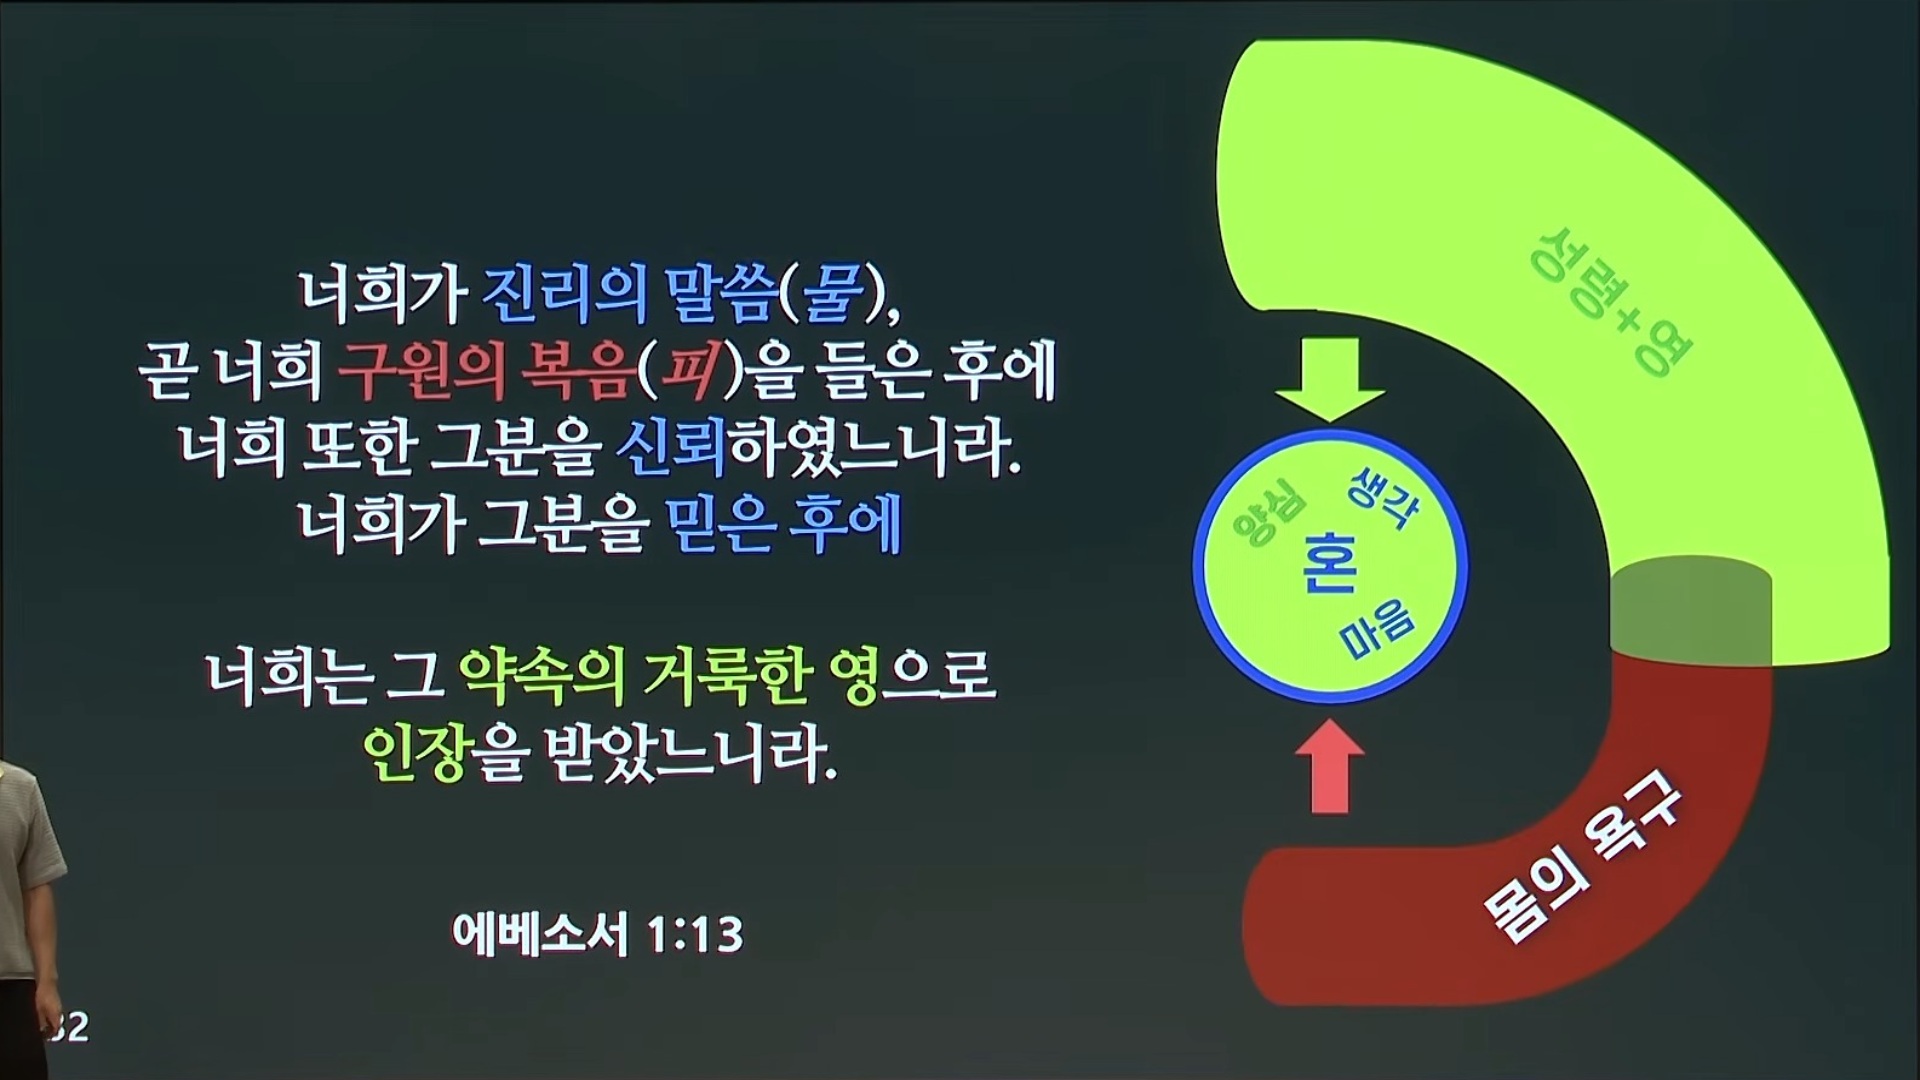 너희가 진리의 말씀(물),
곧 너희 구원의 복음(피)을 들은 후에
너희 또한 그분을 신뢰하였느니라.
너희가 그분을 믿은 후에
너희는 그 약속의 거룩한 영으로
인장을 받았느니라.
에베소서 1:13
성령+영
양심
생각
혼
마음
몸의 욕구
32